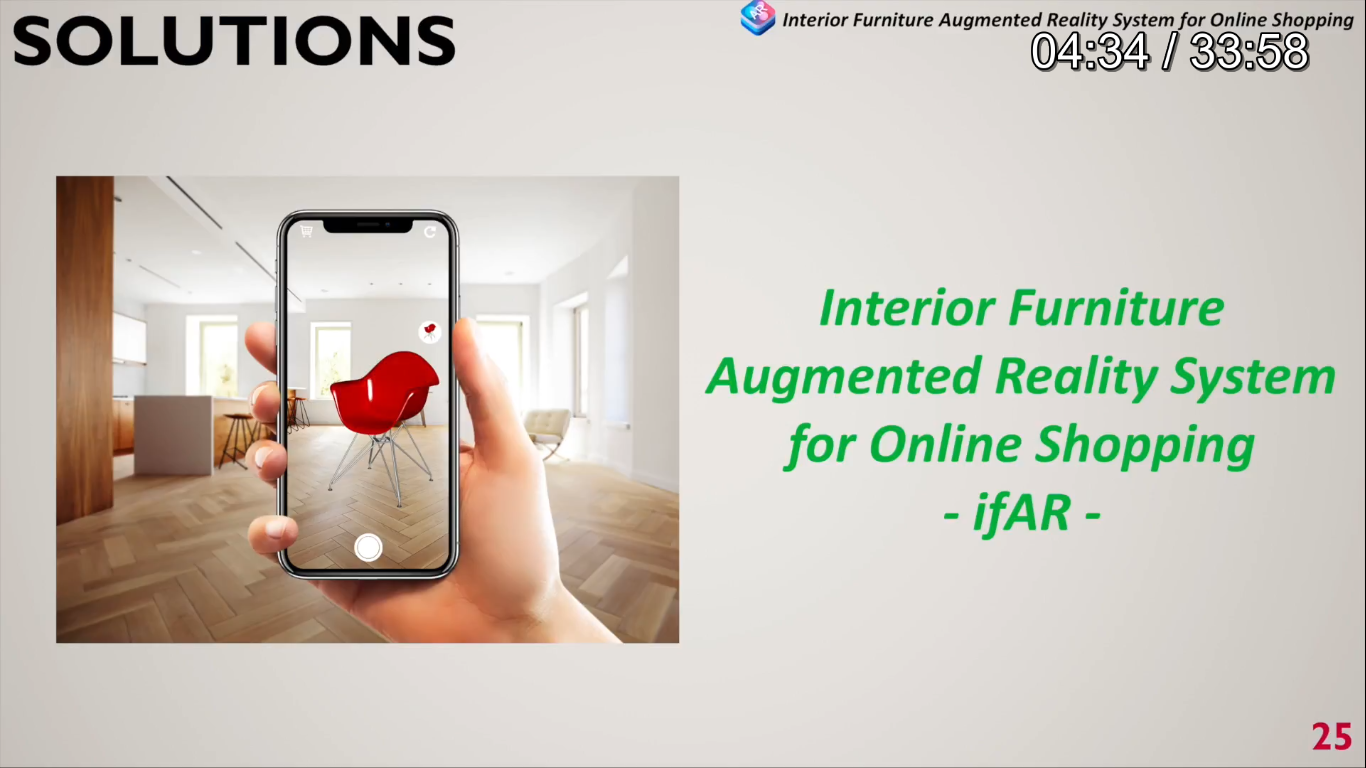 SOLUTIONS
AR
Interior Furniture Augmented Reality System for Online Shopping
04:34 / 33:58
Interior Furniture
Augmented Reality System
for Online Shopping
- ifAR -
25